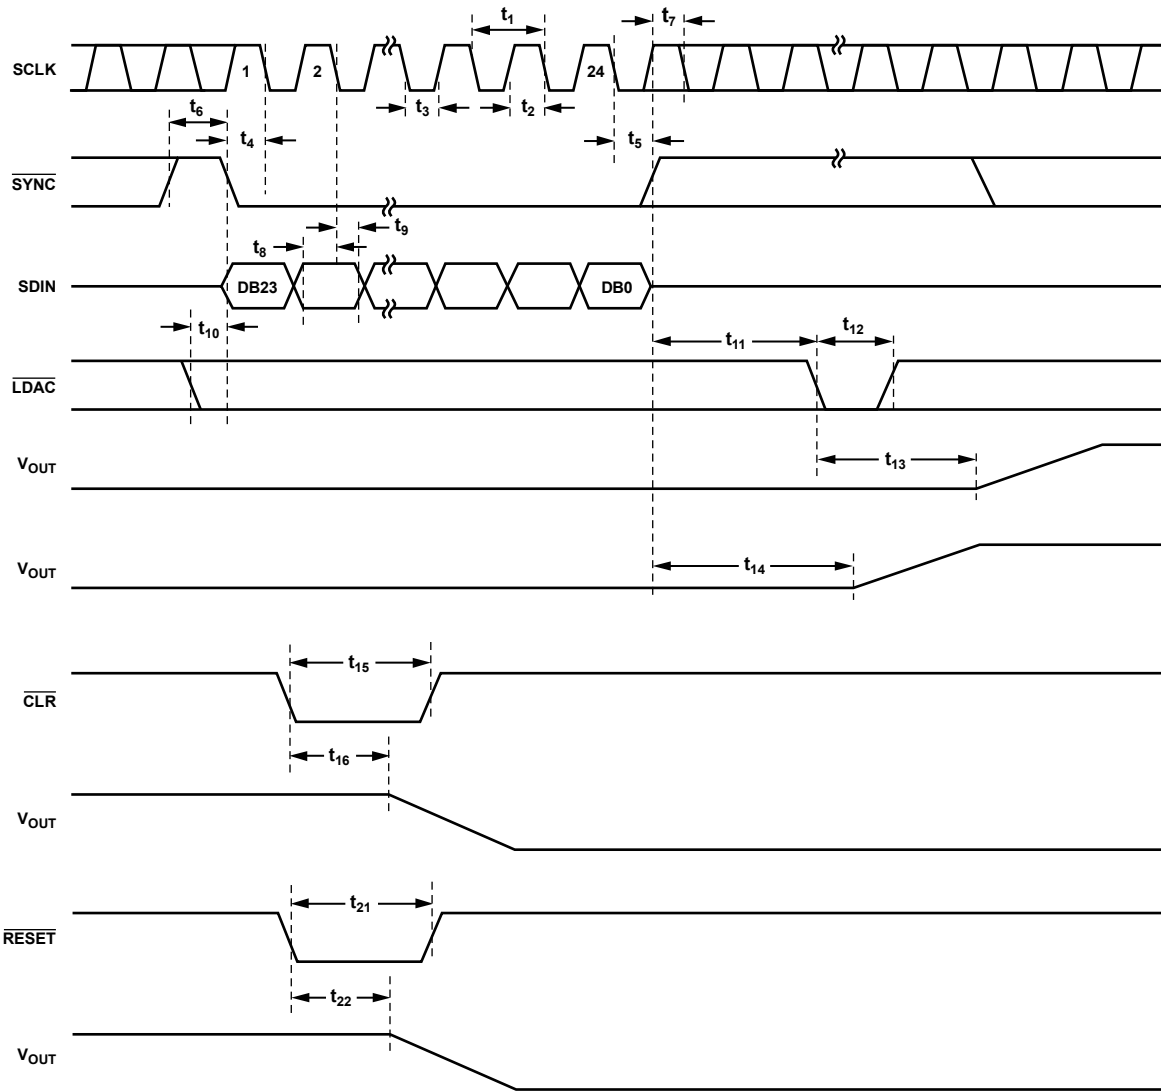 t1
t7
SCLK
1
2
24
t3
t2
t6
t4
t5
SYNC
t9
t8
SDIN
DB23
DB0
t10
t11
t12
LDAC
t13
VOUT
t14
VOUT
t15
CLR
t16
VOUT
t21
RESET
t22
VOUT